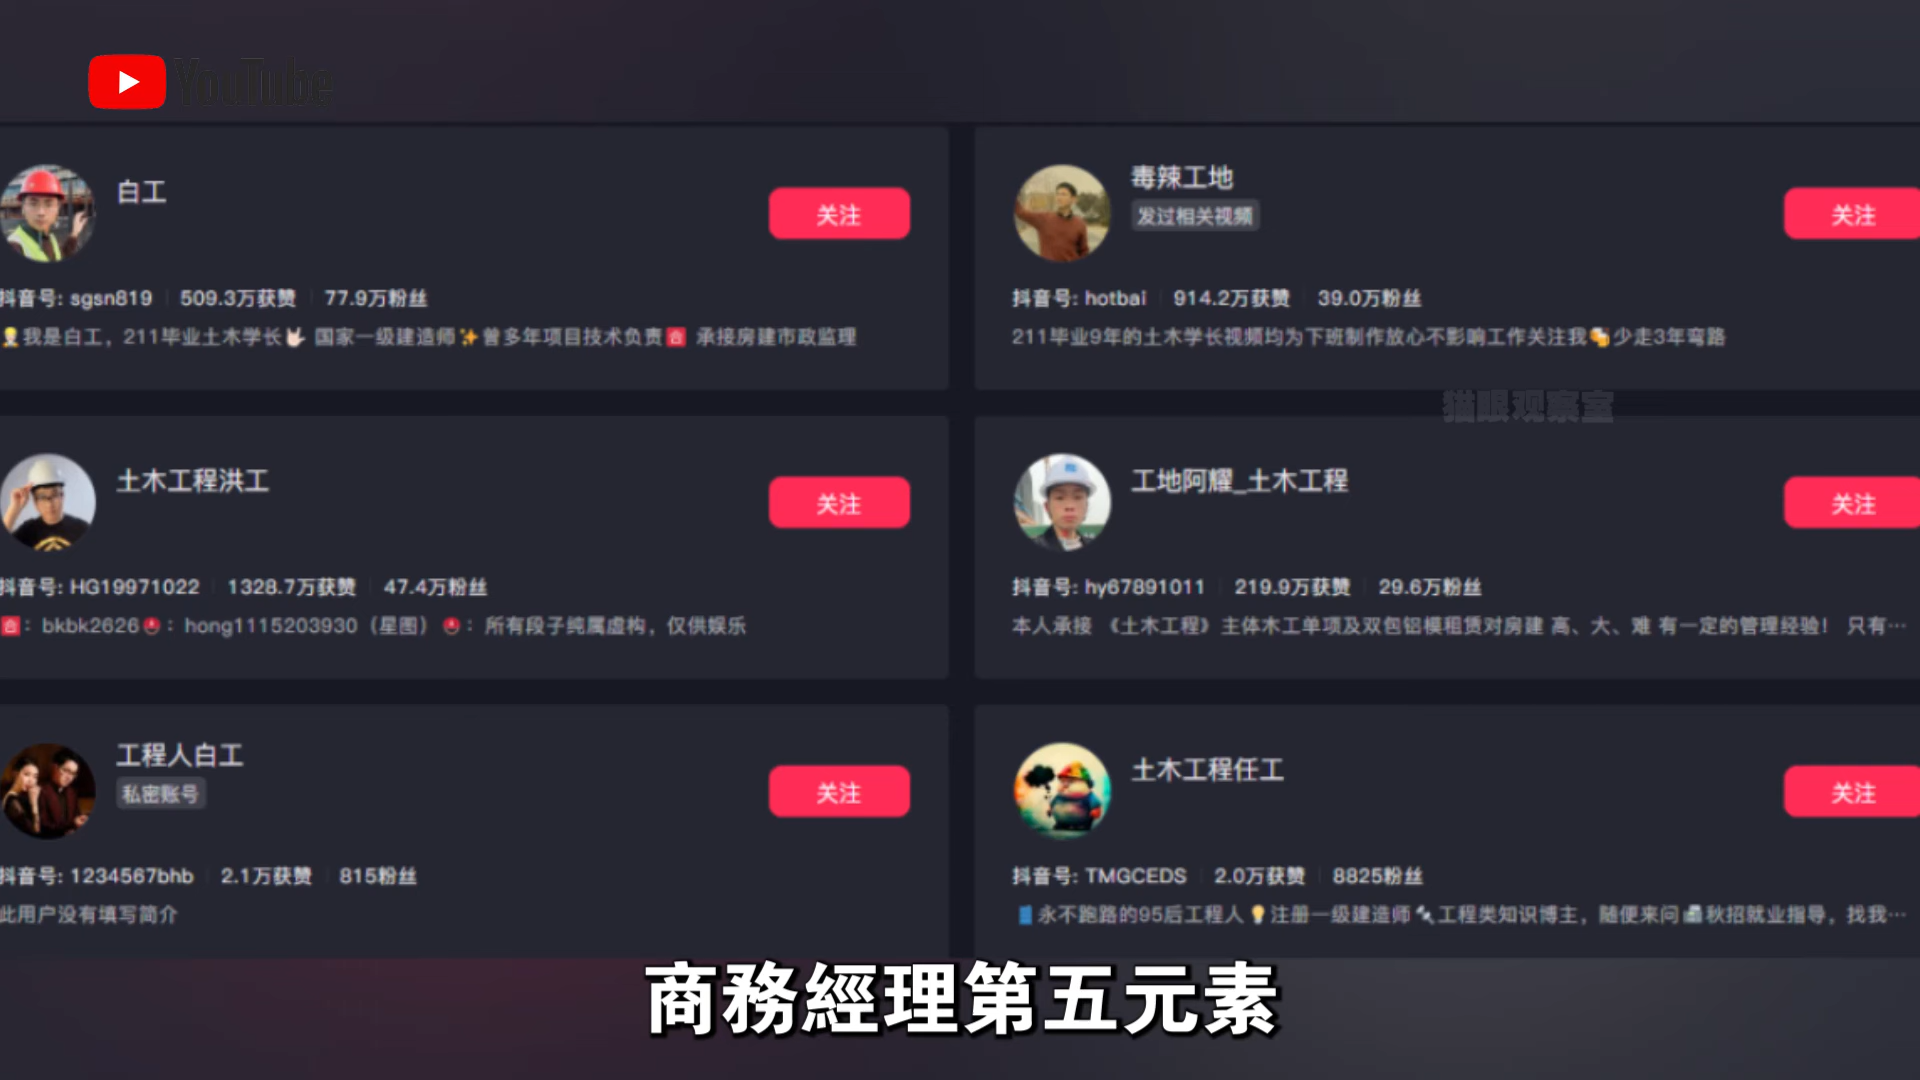 YouTube
白工
关注
抖音号: sgsn819 509.3万获赞 77.9万粉丝
我是白工，211毕业土木学长 国家一级建造师 曾多年项目技术负责 承接房建市政监理
毒辣工地
发过相关视频
关注
抖音号: hotbai 914.2万获赞 39.0万粉丝
211毕业9年的土木学长视频均为下班制作放心不影响工作关注我 少走3年弯路
猫眼观察室
土木工程洪工
关注
抖音号: HG19971022 1328.7万获赞 47.4万粉丝
: bkbk2626 : hong1115203930（星图） : 所有段子纯属虚构，仅供娱乐
工地阿耀_土木工程
关注
抖音号: hy67891011 219.9万获赞 29.6万粉丝
本人承接 《土木工程》主体木工单项及双包铝模租赁对房建 高、大、难 有一定的管理经验！ 只有…
工程人白工
私密账号
关注
抖音号: 1234567bhb 2.1万获赞 815粉丝
此用户没有填写简介
土木工程任工
关注
抖音号: TMGCEDS 2.0万获赞 8825粉丝
永不跑路的95后工程人 注册一级建造师 工程类知识博主，随便来问 秋招就业指导，找我…
商務經理第五元素